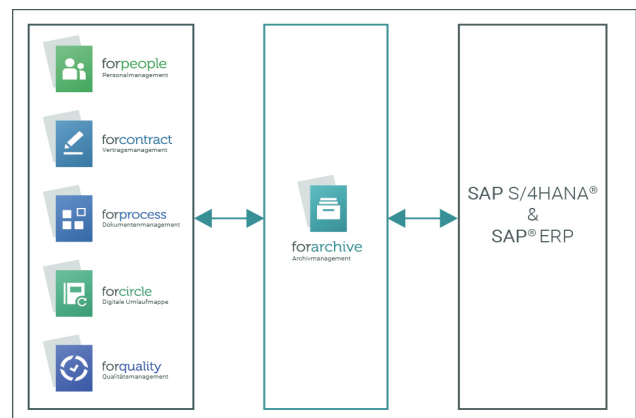 forpeople
Personalmanagement
forcontract
Vertragsmanagement
forprocess
Dokumentenmanagement
forcircle
Digitale Umlaufmappe
forquality
Qualitätsmanagement
forarchive
Archivmanagement
SAP S/4HANA®
&
SAP® ERP